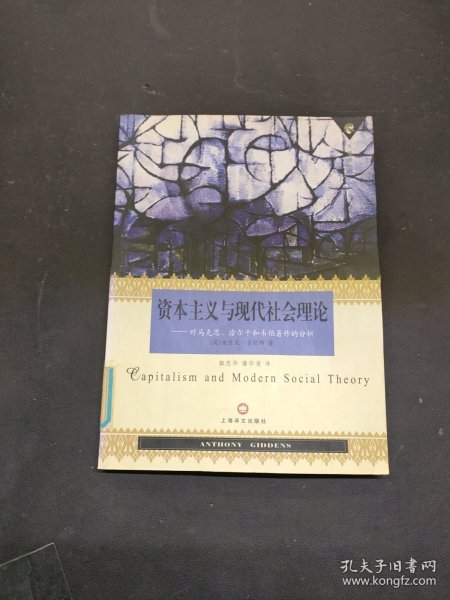 资本主义与现代社会理论
——对马克思、涂尔干和韦伯著作的分析
[英]安东尼·吉登斯 著
郭忠华 潘华凌 译
Capitalism and Modern Social Theory
上海译文出版社
ANTHONY GIDDENS
孔夫子旧书网
www.kongfz.com